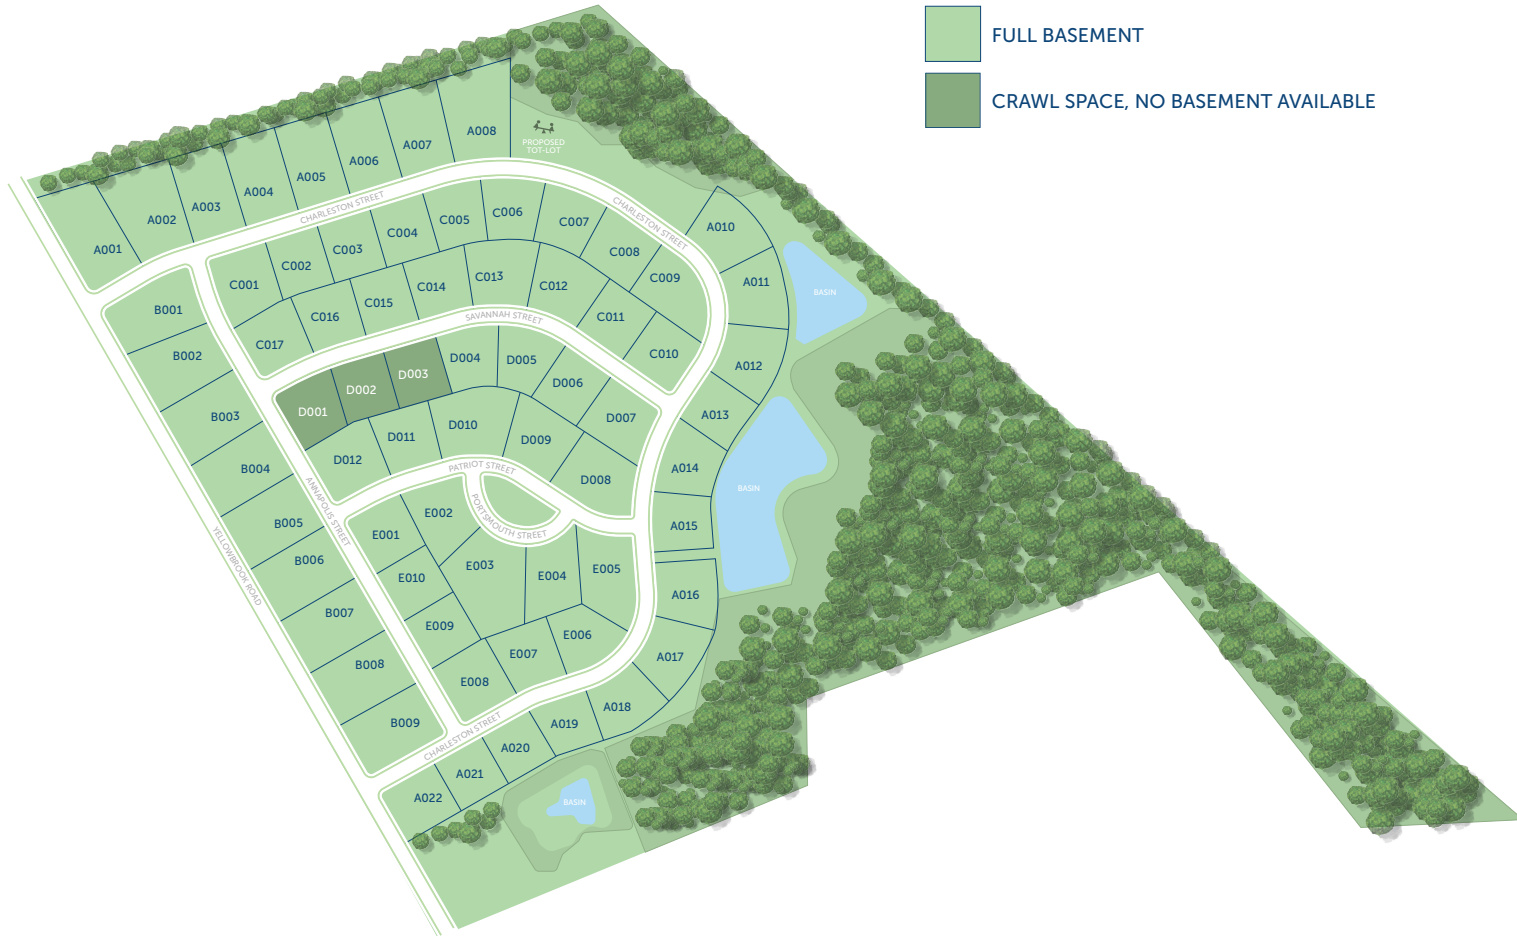 FULL BASEMENT
CRAWL SPACE, NO BASEMENT AVAILABLE
PROPOSED
TOT-LOT
A001
A002
A003
A004
A005
A006
A007
A008
CHARLESTON STREET
CHARLESTON STREET
A010
A011
A012
A013
A014
A015
A016
A017
A018
A019
A020
A021
A022
BASIN
BASIN
BASIN
B001
B002
B003
B004
B005
B006
B007
B008
B009
C001
C002
C003
C004
C005
C006
C007
C008
C009
C010
C011
C012
C013
C014
C015
C016
C017
SAVANNAH STREET
D001
D002
D003
D004
D005
D006
D007
D008
D009
D010
D011
D012
PATRIOT STREET
PORTSMOUTH STREET
ANNAPOLIS STREET
YELLOWBROOK ROAD
E001
E002
E003
E004
E005
E006
E007
E008
E009
E010
CHARLESTON STREET